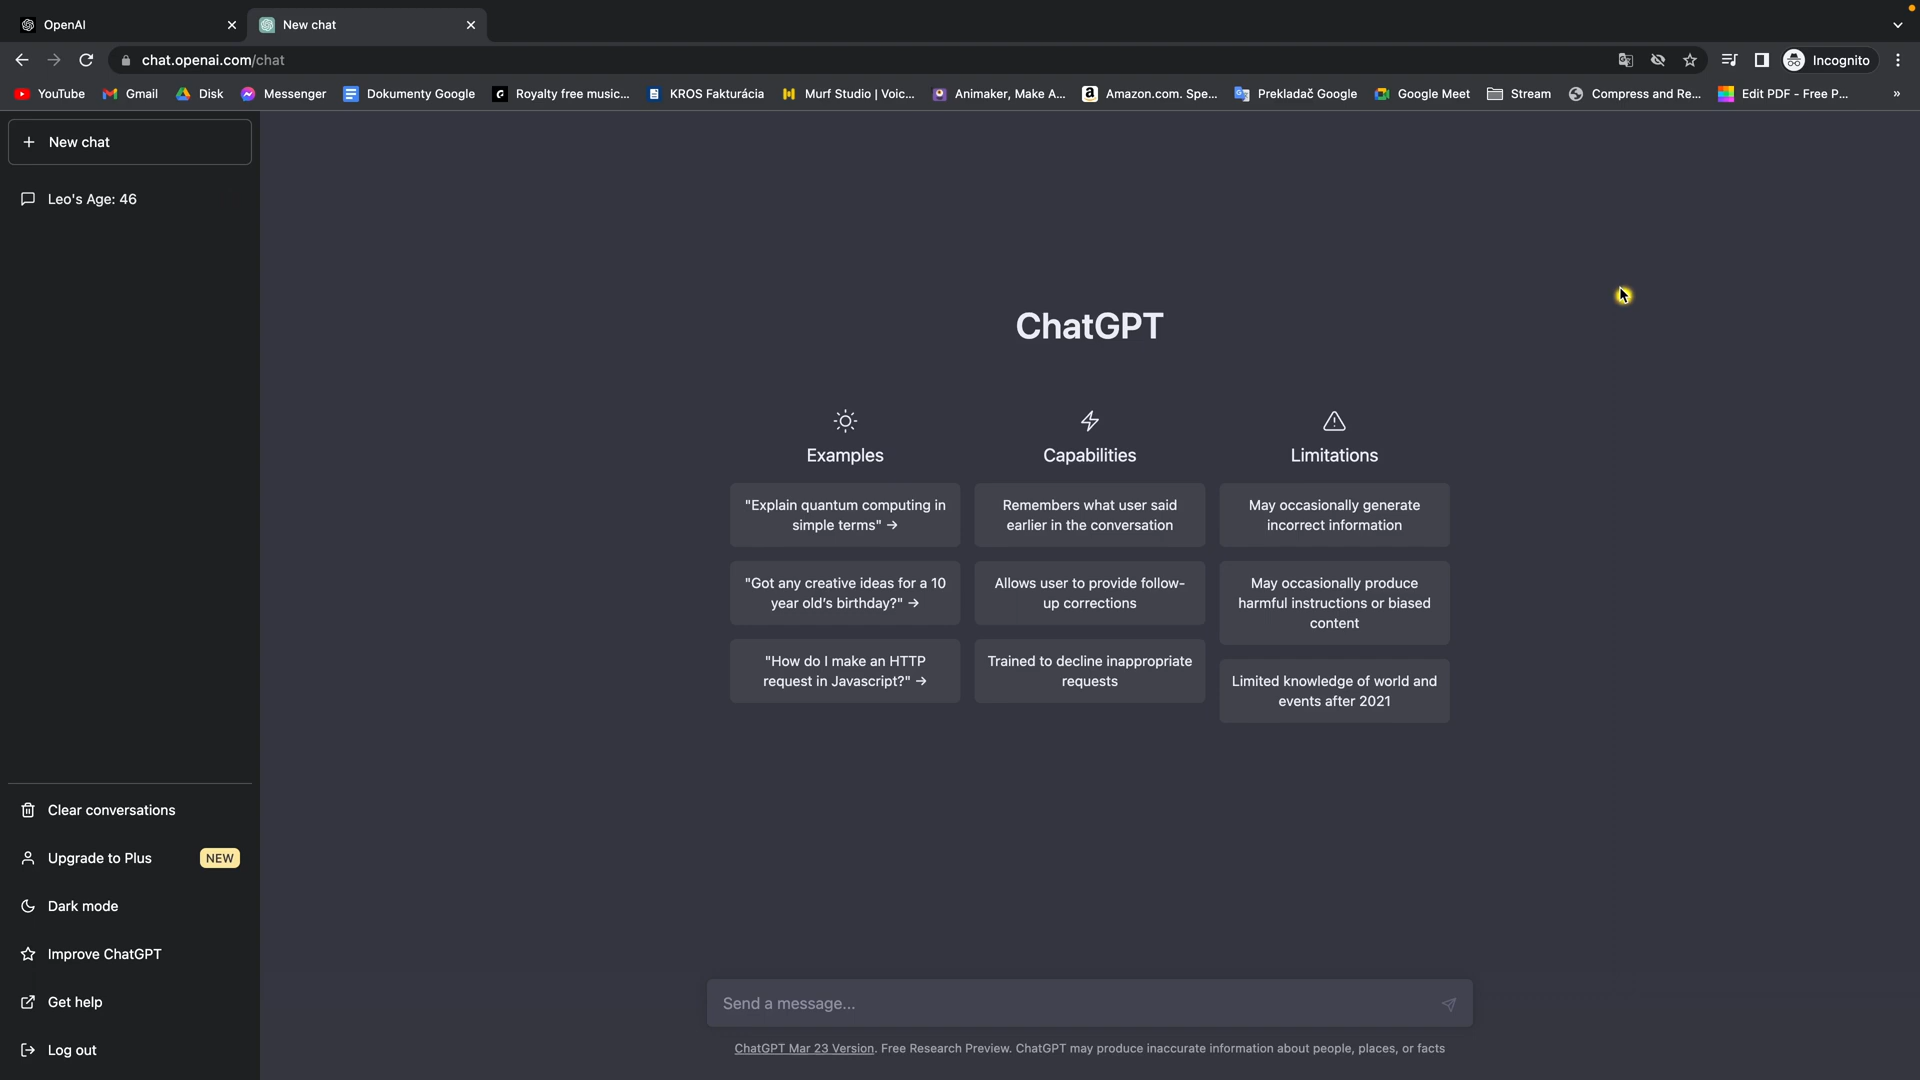 OpenAI
New chat
chat.openai.com/chat
Incognito
YouTube
Gmail
Disk
Messenger
Dokumenty Google
Royalty free music...
KROS Fakturácia
Murf Studio | Voic...
Animaker, Make A...
Amazon.com. Spe...
Prekladač Google
Google Meet
Stream
Compress and Re...
Edit PDF - Free P...
»
+ New chat
Leo's Age: 46
ChatGPT
Examples
"Explain quantum computing in
simple terms" →
"Got any creative ideas for a 10
year old's birthday?" →
"How do I make an HTTP
request in Javascript?" →
Capabilities
Remembers what user said
earlier in the conversation
Allows user to provide follow-
up corrections
Trained to decline inappropriate
requests
Limitations
May occasionally generate
incorrect information
May occasionally produce
harmful instructions or biased
content
Limited knowledge of world and
events after 2021
Clear conversations
Upgrade to Plus NEW
Dark mode
Improve ChatGPT
Get help
Log out
Send a message...
ChatGPT Mar 23 Version. Free Research Preview. ChatGPT may produce inaccurate information about people, places, or facts